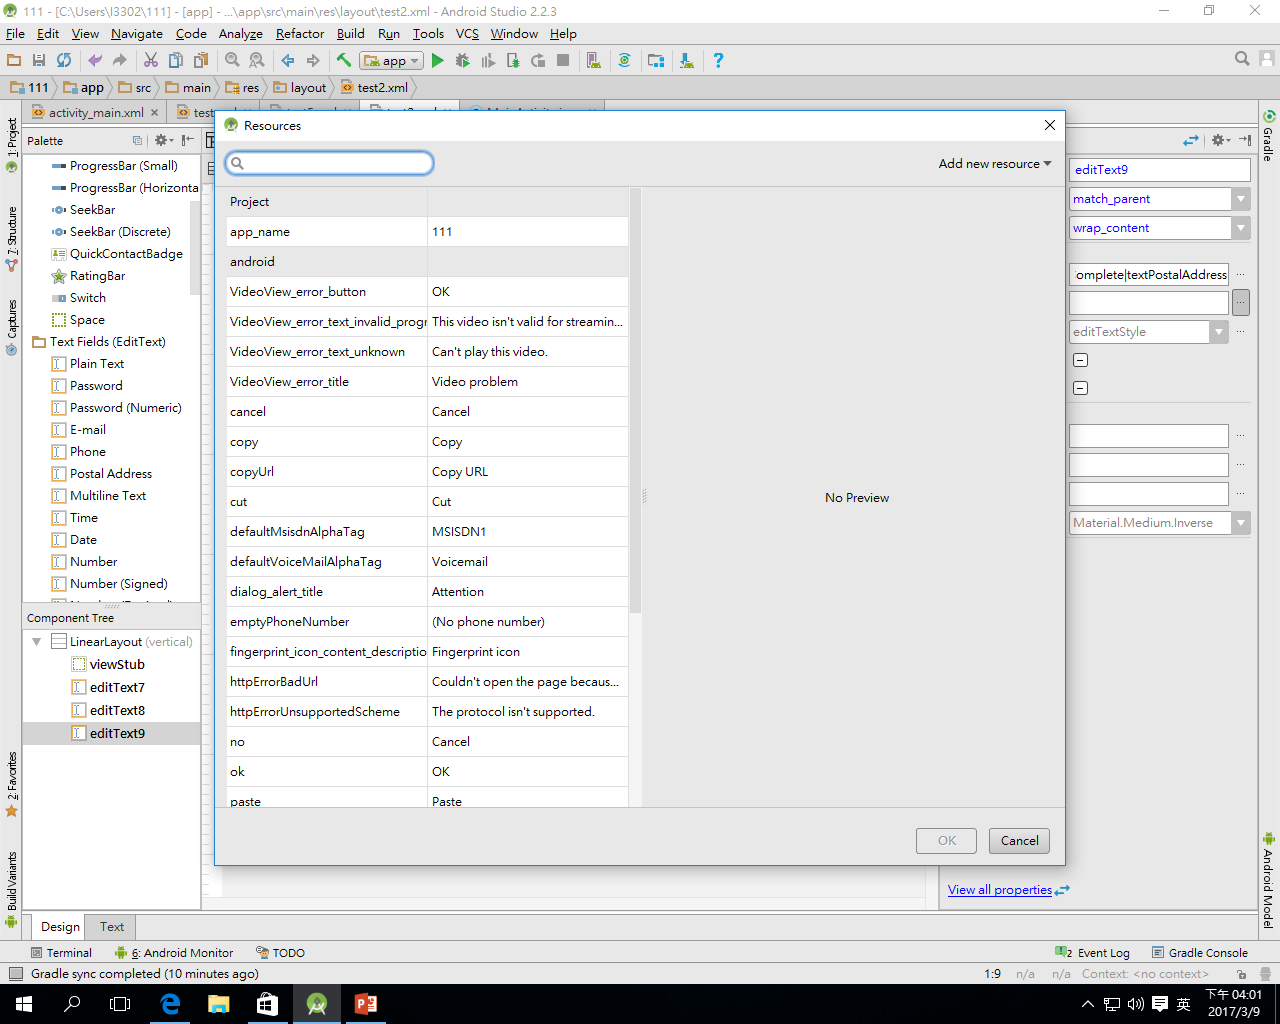 111 - [C:\Users\I3302\111] - [app] - ...\app\src\main\res\layout\test2.xml - Android Studio 2.2.3
File Edit View Navigate Code Analyze Refactor Build Run Tools VCS Window Help
app
111 app src main res layout test2.xml
activity_main.xml
Resources
Palette
Add new resource
ProgressBar (Small)
ProgressBar (Horizonta
SeekBar
SeekBar (Discrete)
QuickContactBadge
RatingBar
Switch
Space
Text Fields (EditText)
Plain Text
Password
Password (Numeric)
E-mail
Phone
Postal Address
Multiline Text
Time
Date
Number
Number (Signed)
Component Tree
LinearLayout (vertical)
viewStub
editText7
editText8
editText9
Project
app_name 111
android
VideoView_error_button OK
VideoView_error_text_invalid_progr This video isn't valid for streamin...
VideoView_error_text_unknown Can't play this video.
VideoView_error_title Video problem
cancel Cancel
copy Copy
copyUrl Copy URL
cut Cut
defaultMsisdnAlphaTag MSISDN1
defaultVoiceMailAlphaTag Voicemail
dialog_alert_title Attention
emptyPhoneNumber (No phone number)
fingerprint_icon_content_descriptio Fingerprint icon
httpErrorBadUrl Couldn't open the page becaus...
httpErrorUnsupportedScheme The protocol isn't supported.
no Cancel
ok OK
paste Paste
No Preview
OK Cancel
editText9
match_parent
wrap_content
omplete|textPostalAddress
editTextStyle
Material.Medium.Inverse
View all properties
1: Project
7: Structure
Captures
2: Favorites
Build Variants
Gradle
Android Model
Design Text
Terminal 6: Android Monitor TODO 2 Event Log Gradle Console
Gradle sync completed (10 minutes ago) 1:9 n/a n/a Context: <no context>
英 下午 04:01
2017/3/9